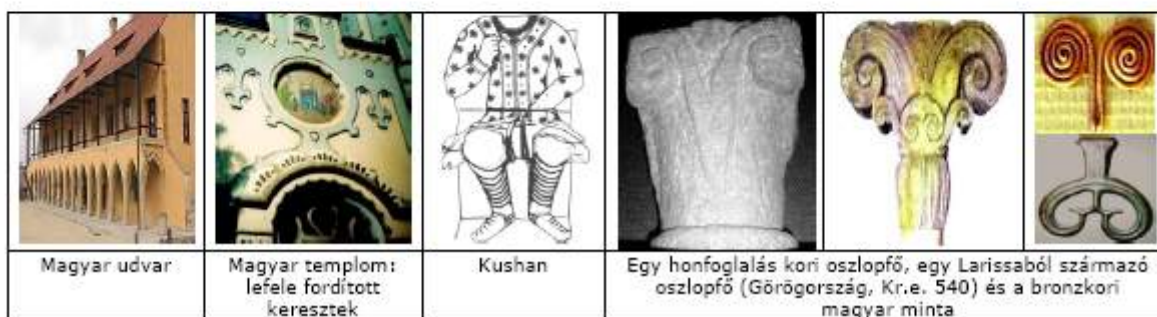 Magyar udvar
Magyar templom:
lefele fordított
keresztek
Kushan
Egy honfoglalás kori oszlopfő, egy Larissaból származó
oszlopfő (Görögország, Kr.e. 540) és a bronzkori
magyar minta